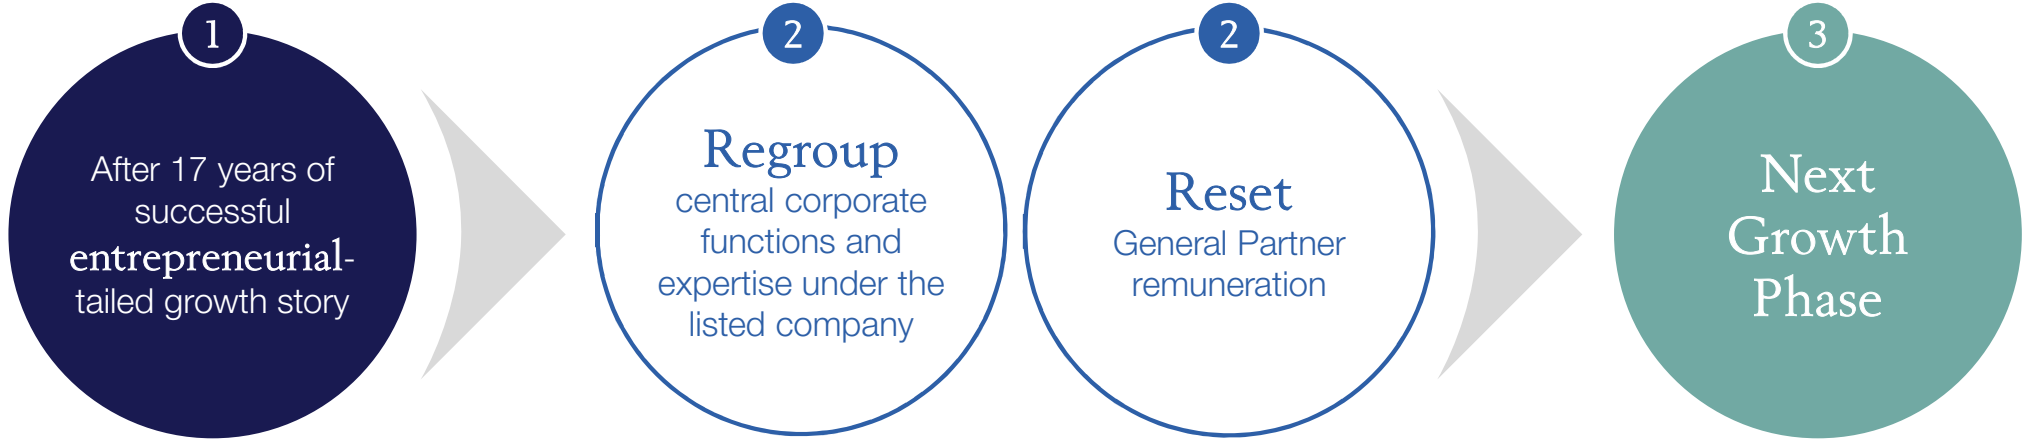 1
After 17 years of
successful
entrepreneurial-
tailed growth story
2
Regroup
central corporate
functions and
expertise under the
listed company
2
Reset
General Partner
remuneration
3
Next
Growth
Phase